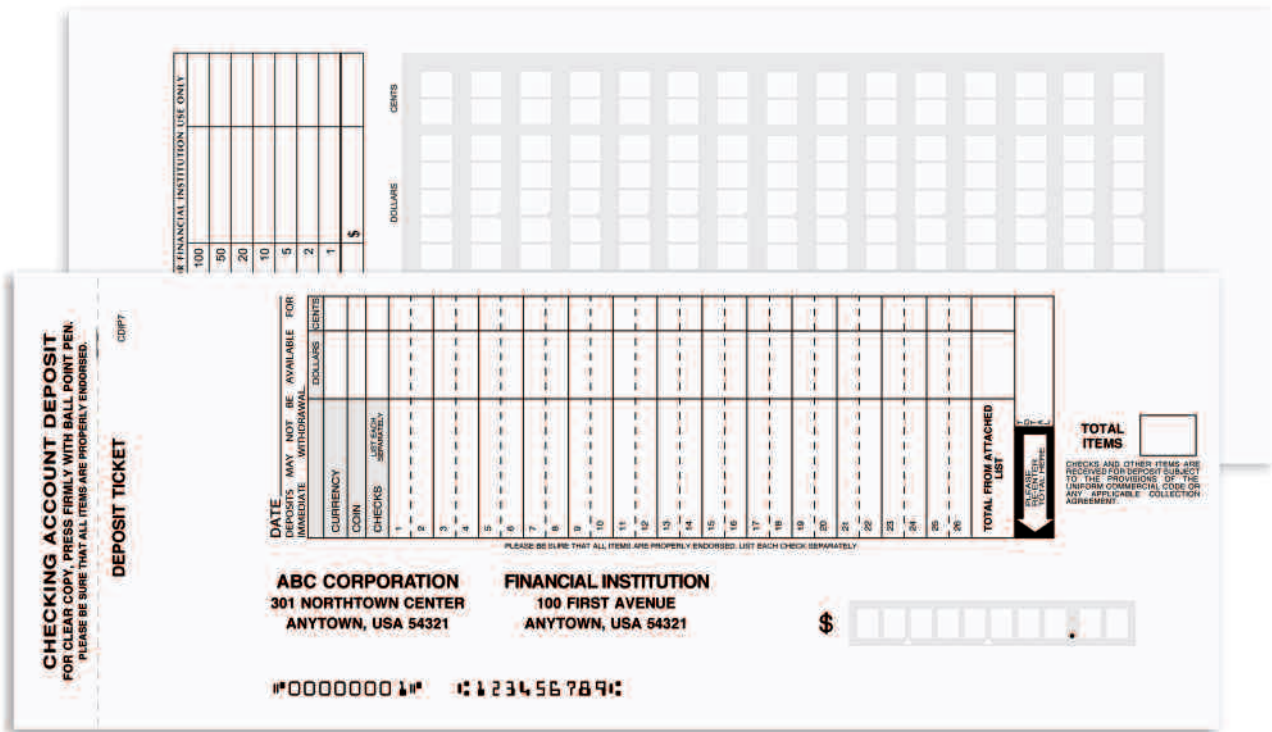 OR FINANCIAL INSTITUTION USE ONLY
100
50
20
10
5
2
1
$
DOLLARS
CENTS
CHECKING ACCOUNT DEPOSIT
FOR CLEAR COPY, PRESS FIRMLY WITH BALL POINT PEN.
PLEASE BE SURE THAT ALL ITEMS ARE PROPERLY ENDORSED.
DEPOSIT TICKET
CDIP7
DATE
DEPOSITS MAY NOT BE AVAILABLE FOR
IMMEDIATE WITHDRAWAL
DOLLARS CENTS
CURRENCY
COIN
CHECKS LIST EACH SEPARATELY
1
2
3
4
5
6
7
8
9
10
11
12
13
14
15
16
17
18
19
20
21
22
23
24
25
26
TOTAL FROM ATTACHED
LIST
TOTAL
PLEASE
RE-ENTER
TOTAL HERE
TOTAL
ITEMS
CHECKS AND OTHER ITEMS ARE
RECEIVED FOR DEPOSIT SUBJECT
TO THE PROVISIONS OF THE
UNIFORM COMMERCIAL CODE OR
ANY APPLICABLE COLLECTION
AGREEMENT.
PLEASE BE SURE THAT ALL ITEMS ARE PROPERLY ENDORSED. LIST EACH CHECK SEPARATELY
ABC CORPORATION
301 NORTHTOWN CENTER
ANYTOWN, USA 54321
FINANCIAL INSTITUTION
100 FIRST AVENUE
ANYTOWN, USA 54321
$ .
⑈00000001⑈ ⑆123456789⑆